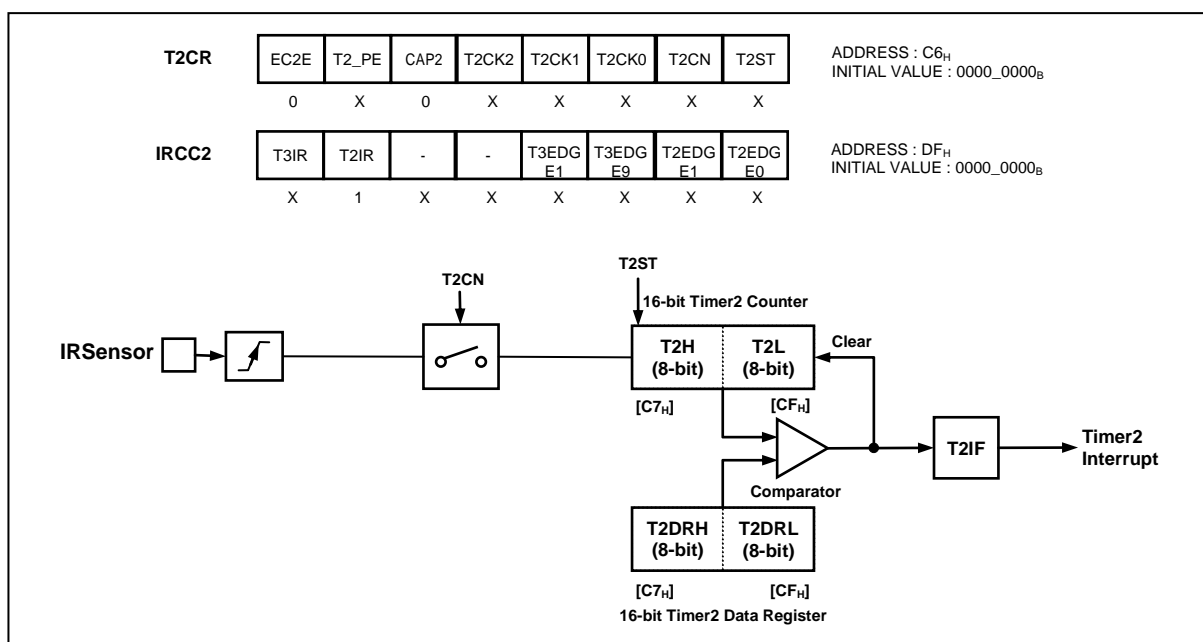 T2CR EC2E T2_PE CAP2 T2CK2 T2CK1 T2CK0 T2CN T2ST ADDRESS : C6H
INITIAL VALUE : 0000_0000B
0 X 0 X X X X X
IRCC2 T3IR T2IR - - T3EDG E1 T3EDG E9 T2EDG E1 T2EDG E0 ADDRESS : DFH
INITIAL VALUE : 0000_0000B
X 1 X X X X X X
T2ST
T2CN
16-bit Timer2 Counter
IRSensor
T2H
(8-bit)
T2L
(8-bit)
Clear
[C7H] [CFH]
T2IF
Timer2
Interrupt
Comparator
T2DRH
(8-bit)
T2DRL
(8-bit)
[C7H] [CFH]
16-bit Timer2 Data Register